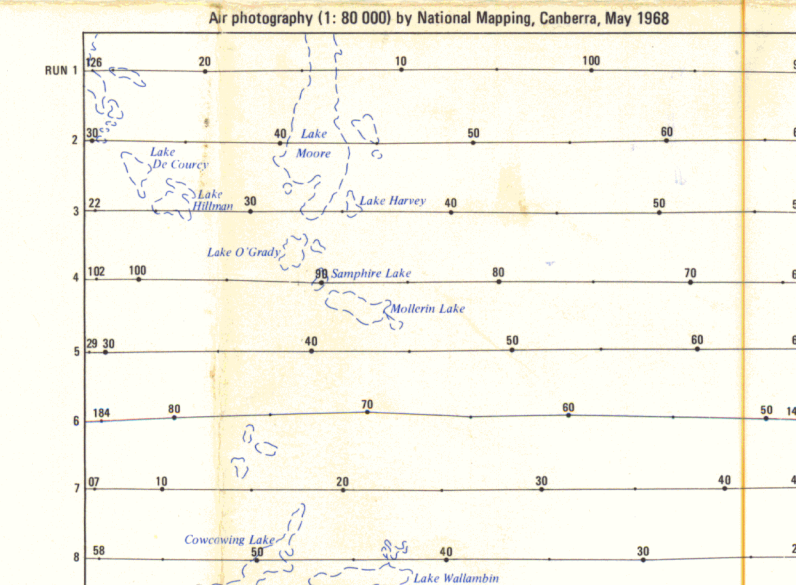 Air photography (1: 80 000) by National Mapping, Canberra, May 1968
RUN 1 126 20 10 100
2 30 40 Lake 50 60
Moore
Lake
De Courcy
Lake
Hillman
3 22 30 Lake Harvey 40 50
Lake O'Grady
4 102 100 90 Samphire Lake 80 70
Mollerin Lake
5 29 30 40 50 60
6 184 80 70 60 50 14
7 07 10 20 30 40
Cowcowing Lake
8 58 50 40 30
Lake Wallambin